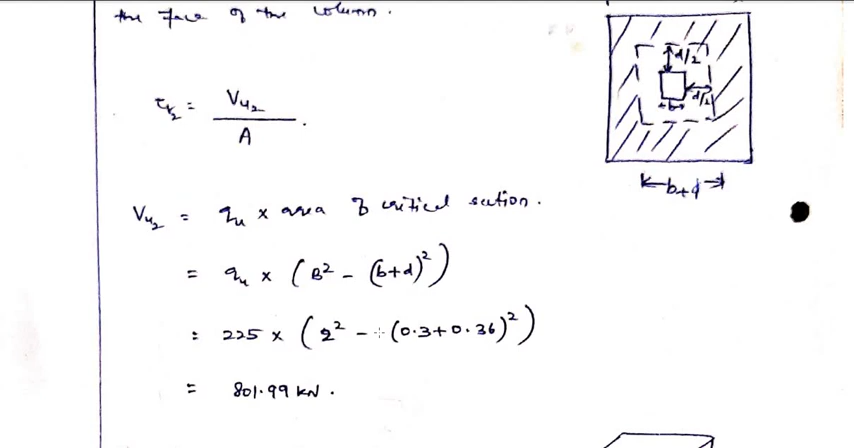 the face of the column.
d/2
τv₂ = Vu₂ / A .
b
d/2
b+d
Vu₂ = qu x area of critical section.
= qu x (B² - (b+d)²)
= 225 x (2² - (0.3+0.36)²)
= 801.99 kN.